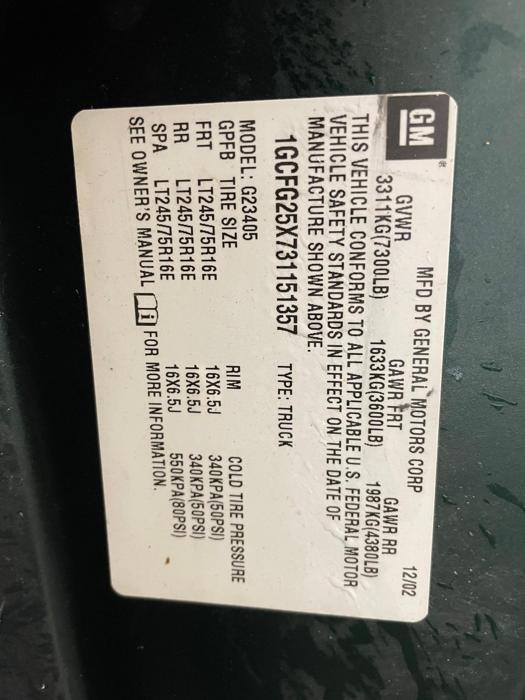 GM
MFD BY GENERAL MOTORS CORP 12/02
GVWR GAWR FRT GAWR RR
3311KG(7300LB) 1633KG(3600LB) 1987KG(4380LB)
THIS VEHICLE CONFORMS TO ALL APPLICABLE U.S. FEDERAL MOTOR
VEHICLE SAFETY STANDARDS IN EFFECT ON THE DATE OF
MANUFACTURE SHOWN ABOVE.
1GCFG25X731151357 TYPE: TRUCK
MODEL: G23405
GPFB TIRE SIZE RIM COLD TIRE PRESSURE
FRT LT245/75R16E 16X6.5J 340KPA(50PSI)
RR LT245/75R16E 16X6.5J 340KPA(50PSI)
SPA LT245/75R16E 16X6.5J 550KPA(80PSI)
SEE OWNER'S MANUAL i FOR MORE INFORMATION.